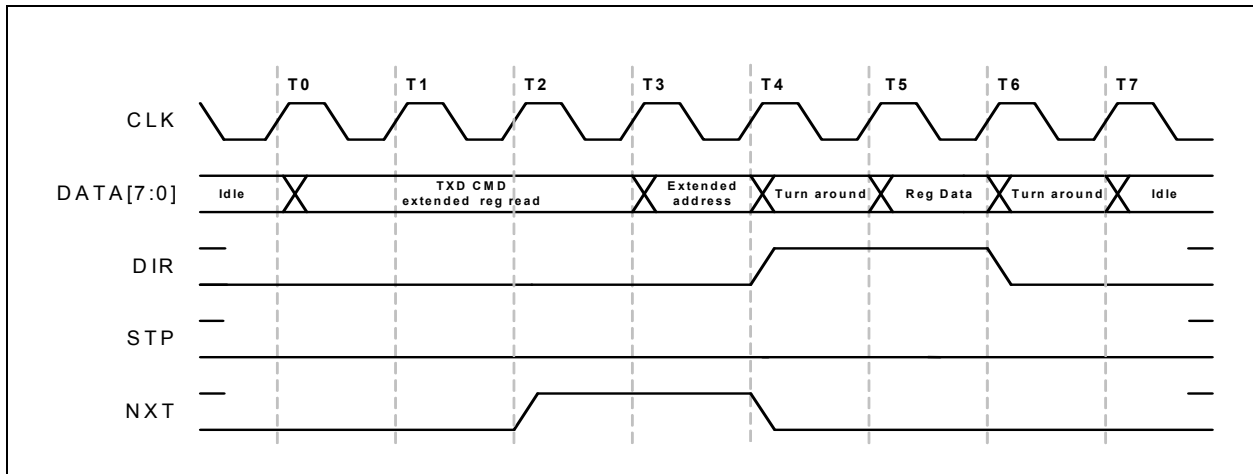 T0 T1 T2 T3 T4 T5 T6 T7
CLK
DATA[7:0]
Idle
TXD CMD
extended reg read
Extended
address
Turn around
Reg Data
Turn around
Idle
DIR
STP
NXT